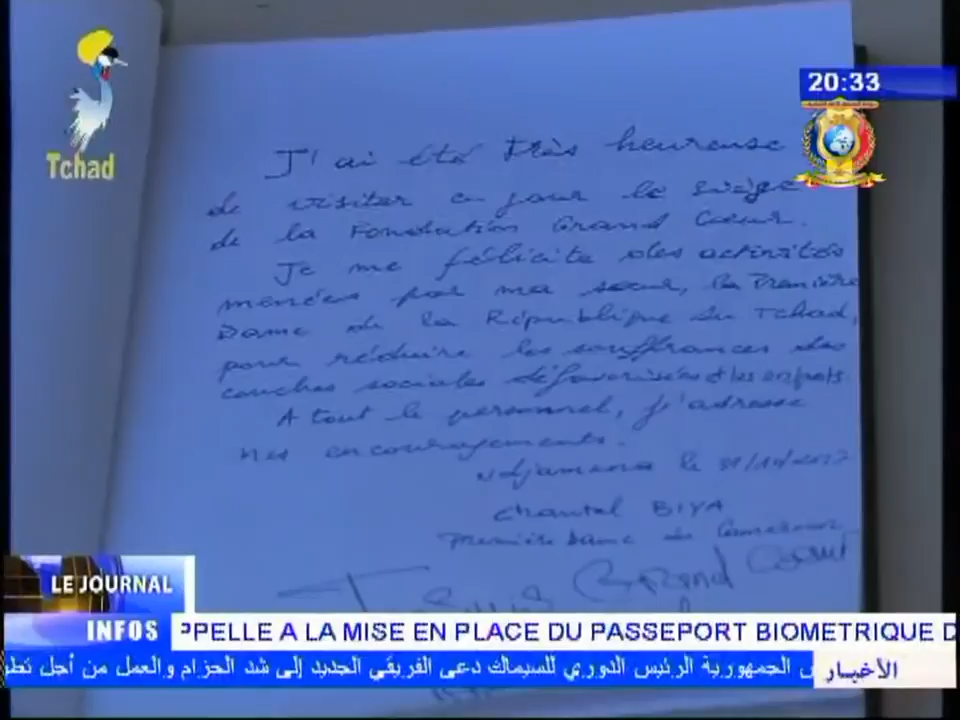 Tchad
20:33
J'ai été très heureuse
de visiter ce jour le siège
de la Fondation Grand Coeur.
Je me félicite des activités
menées par ma soeur, la Première
Dame de la République du Tchad,
pour réduire les souffrances des
couches sociales défavorisées et les enfants.
A tout le personnel, j'adresse
mes encouragements.
Ndjamena le
Chantal BIYA
Première Dame du Cameroun
Grand Coeur
LE JOURNAL
INFOS PPELLE A LA MISE EN PLACE DU PASSEPORT BIOMETRIQUE D
الجمهورية الرئيس الدوري للسيماك دعى الفريقي الجديد إلى شد الحزام والعمل من أجل تطو
الأخبار